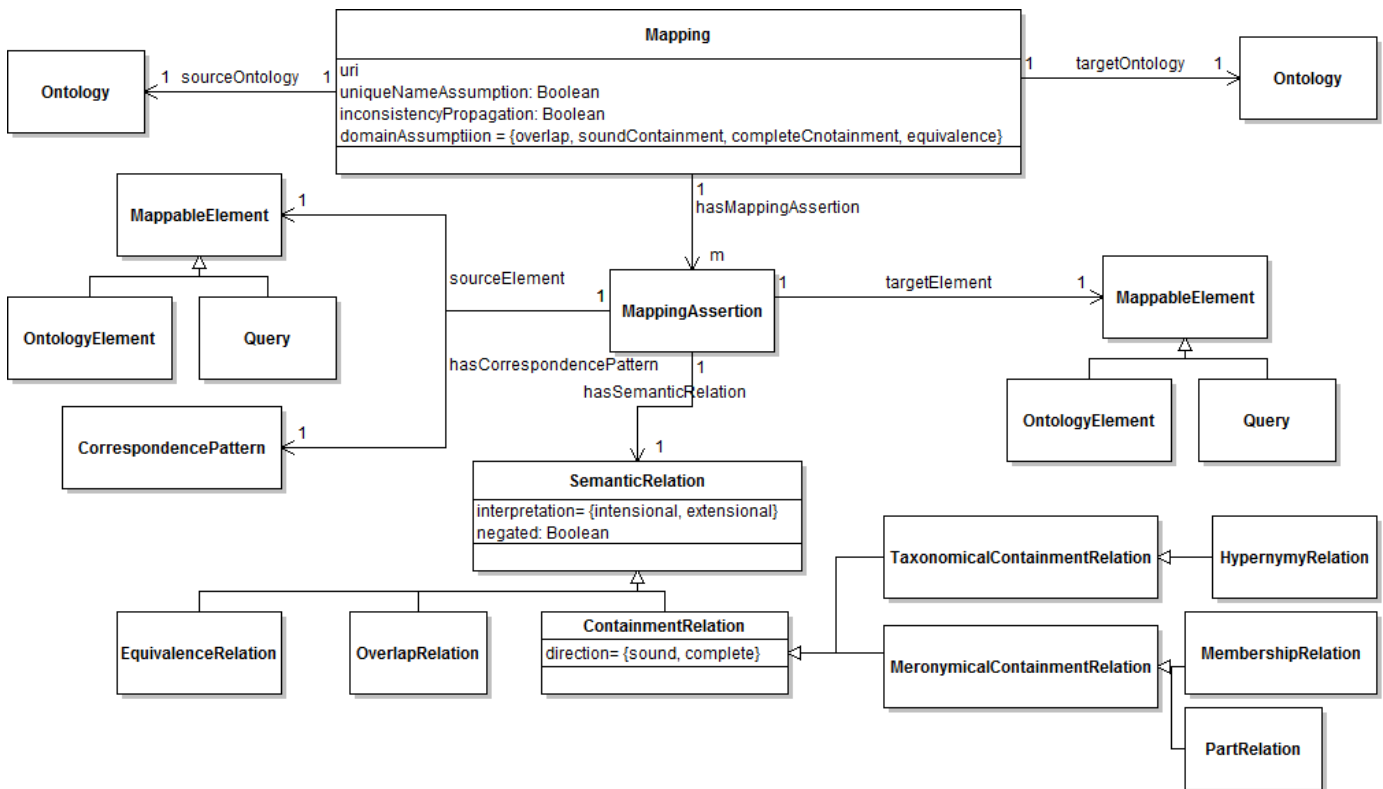 Mapping
uri
uniqueNameAssumption: Boolean
inconsistencyPropagation: Boolean
domainAssumptiion = {overlap, soundContainment, completeCnotainment, equivalence}
Ontology
1 sourceOntology 1
1 targetOntology 1
Ontology
1
hasMappingAssertion
m
MappableElement
1
OntologyElement
Query
sourceElement
1
MappingAssertion
1 targetElement 1
MappableElement
OntologyElement
Query
hasCorrespondencePattern
1
hasSemanticRelation
1
CorrespondencePattern
1
SemanticRelation
interpretation= {intensional, extensional}
negated: Boolean
EquivalenceRelation
OverlapRelation
ContainmentRelation
direction= {sound, complete}
TaxonomicalContainmentRelation
HypernymyRelation
MeronymicalContainmentRelation
MembershipRelation
PartRelation